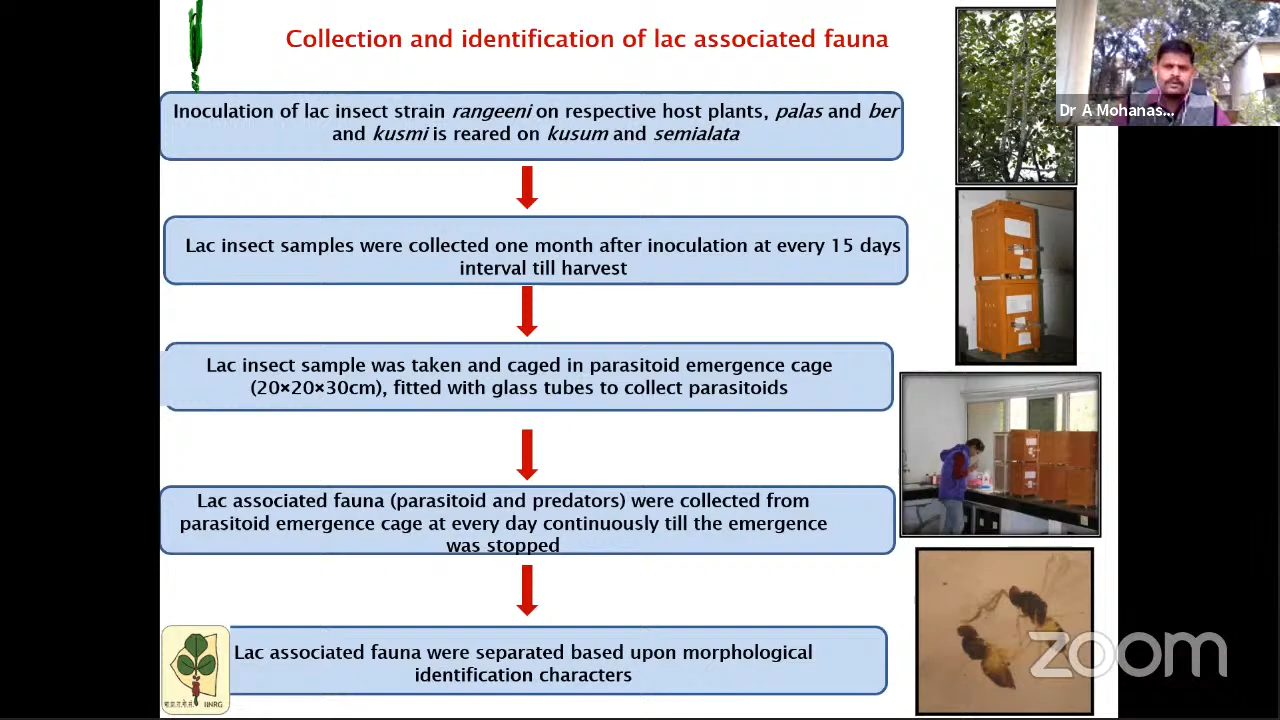 Collection and identification of lac associated fauna
Dr A Mohanas...
Inoculation of lac insect strain rangeeni on respective host plants, palas and ber
and kusmi is reared on kusum and semialata
Lac insect samples were collected one month after inoculation at every 15 days
interval till harvest
Lac insect sample was taken and caged in parasitoid emergence cage
(20×20×30cm), fitted with glass tubes to collect parasitoids
Lac associated fauna (parasitoid and predators) were collected from
parasitoid emergence cage at every day continuously till the emergence
was stopped
Lac associated fauna were separated based upon morphological
identification characters
IINRG
zoom